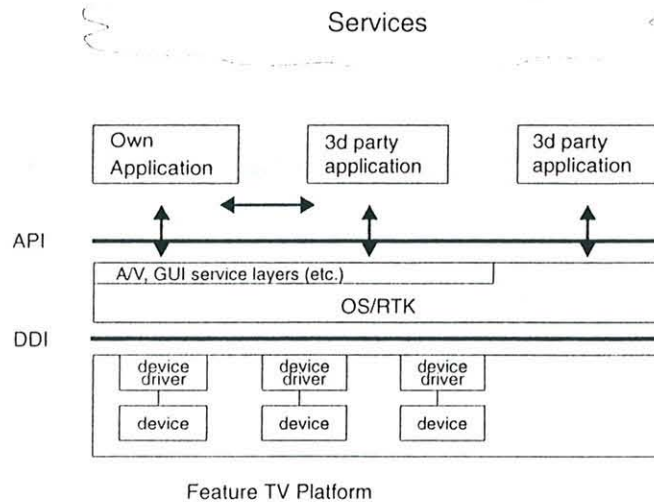 Services
Own
Application
3d party
application
3d party
application
API
A/V, GUI service layers (etc.)
OS/RTK
DDI
device
driver
device
driver
device
driver
device
device
device
Feature TV Platform